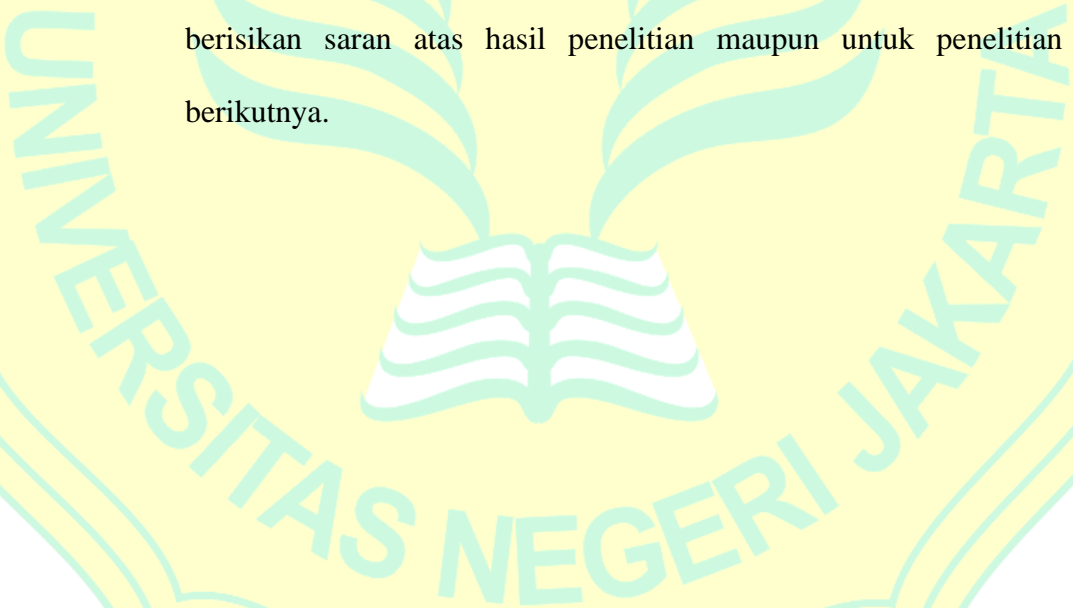 berisikan saran atas hasil penelitian maupun untuk penelitian
berikutnya.
UNIVERSITAS NEGERI JAKARTA